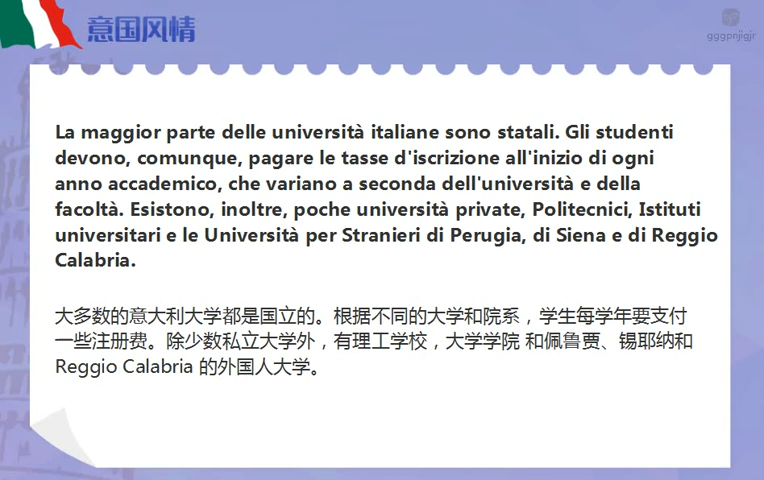 意国风情
gggpnjigjr
La maggior parte delle università italiane sono statali. Gli studenti
devono, comunque, pagare le tasse d'iscrizione all'inizio di ogni
anno accademico, che variano a seconda dell'università e della
facoltà. Esistono, inoltre, poche università private, Politecnici, Istituti
universitari e le Università per Stranieri di Perugia, di Siena e di Reggio
Calabria.
大多数的意大利大学都是国立的。根据不同的大学和院系，学生每学年要支付
一些注册费。除少数私立大学外，有理工学校，大学学院 和佩鲁贾、锡耶纳和
Reggio Calabria 的外国人大学。